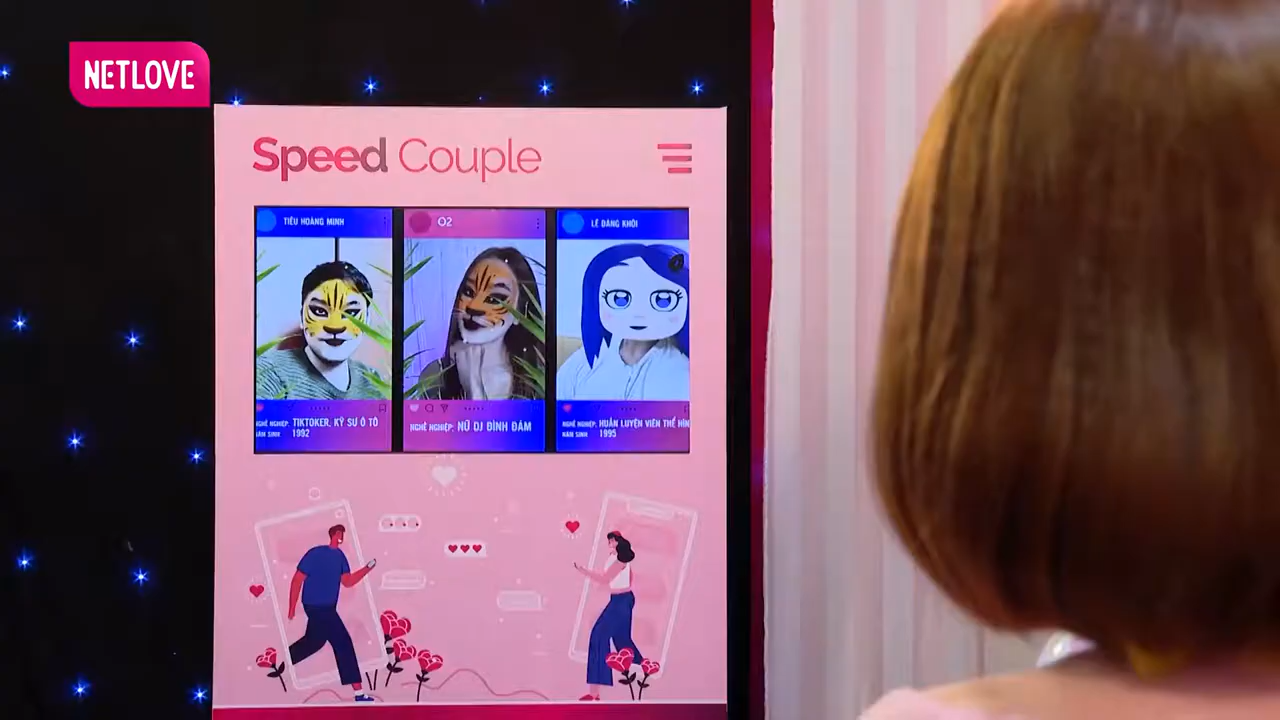 NETLOVE
Speed Couple
TIÊU HOÀNG MINH
O2
LÊ ĐĂNG KHÔI
NGHỀ NGHIỆP: TIKTOKER, KỸ SƯ Ô TÔ
NĂM SINH 1992
NGHỀ NGHIỆP: NỮ DJ ĐÌNH ĐÁM
NGHỀ NGHIỆP: HUẤN LUYỆN VIÊN THỂ HÌN
NĂM SINH 1995